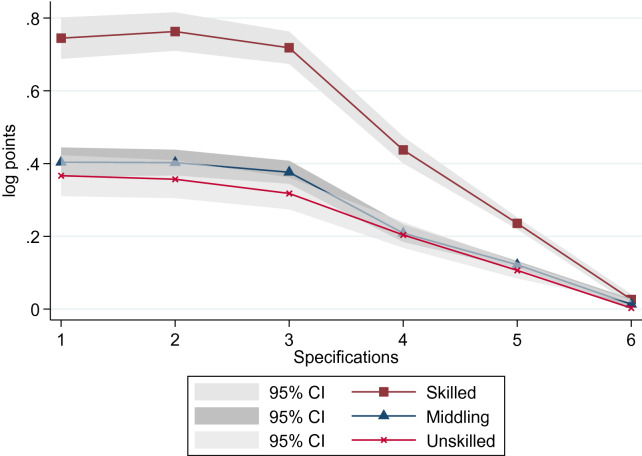 .8
.6
.4
.2
0
log points
1 2 3 4 5 6
Specifications
95% CI Skilled
95% CI Middling
95% CI Unskilled